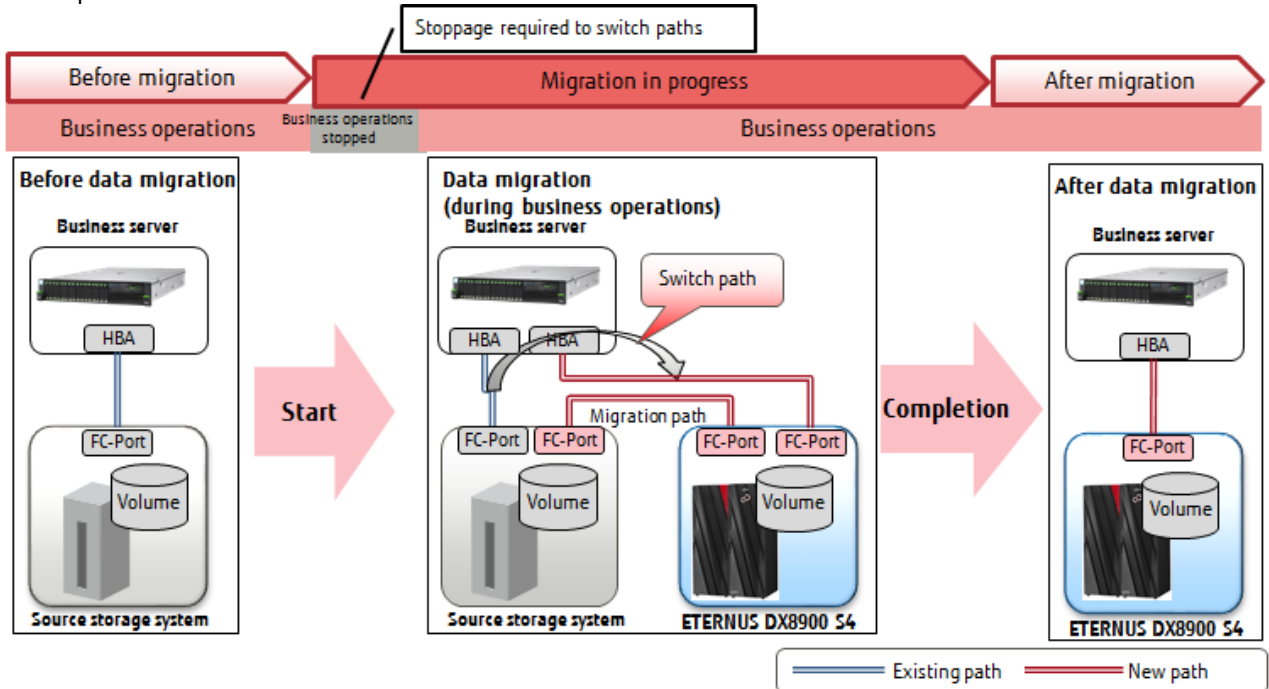 Stoppage required to switch paths
Before migration
Migration in progress
After migration
Business operations
Business operations
stopped
Business operations
Before data migration
Business server
HBA
FC-Port
Volume
Source storage system
Start
Data migration
(during business operations)
Business server
Switch path
HBA
HBA
Migration path
FC-Port
FC-Port
FC-Port
FC-Port
Volume
Volume
Source storage system
ETERNUS DX8900 S4
Completion
After data migration
Business server
HBA
FC-Port
Volume
ETERNUS DX8900 S4
Existing path
New path